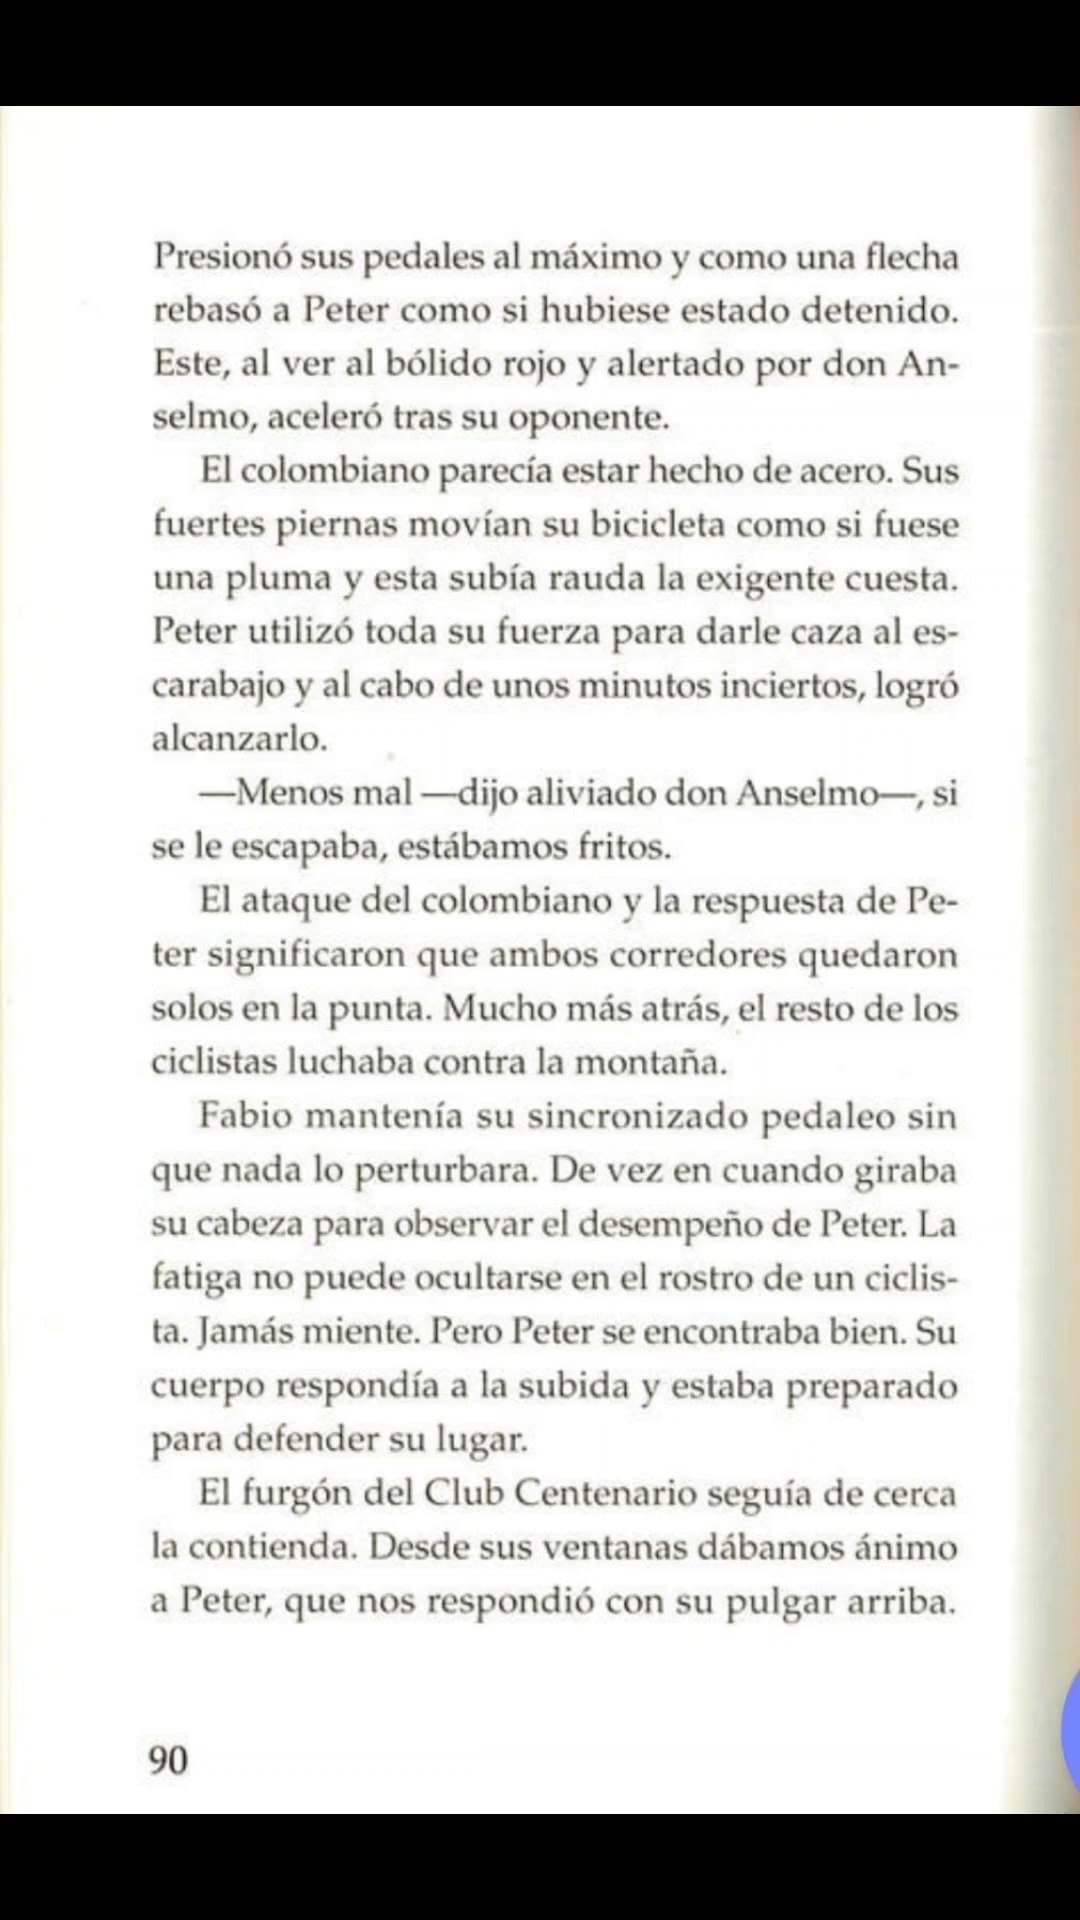 Presionó sus pedales al máximo y como una flecha
rebasó a Peter como si hubiese estado detenido.
Este, al ver al bólido rojo y alertado por don An-
selmo, aceleró tras su oponente.
El colombiano parecía estar hecho de acero. Sus
fuertes piernas movían su bicicleta como si fuese
una pluma y esta subía rauda la exigente cuesta.
Peter utilizó toda su fuerza para darle caza al es-
carabajo y al cabo de unos minutos inciertos, logró
alcanzarlo.
—Menos mal —dijo aliviado don Anselmo—, si
se le escapaba, estábamos fritos.
El ataque del colombiano y la respuesta de Pe-
ter significaron que ambos corredores quedaron
solos en la punta. Mucho más atrás, el resto de los
ciclistas luchaba contra la montaña.
Fabio mantenía su sincronizado pedaleo sin
que nada lo perturbara. De vez en cuando giraba
su cabeza para observar el desempeño de Peter. La
fatiga no puede ocultarse en el rostro de un ciclis-
ta. Jamás miente. Pero Peter se encontraba bien. Su
cuerpo respondía a la subida y estaba preparado
para defender su lugar.
El furgón del Club Centenario seguía de cerca
la contienda. Desde sus ventanas dábamos ánimo
a Peter, que nos respondió con su pulgar arriba.
90